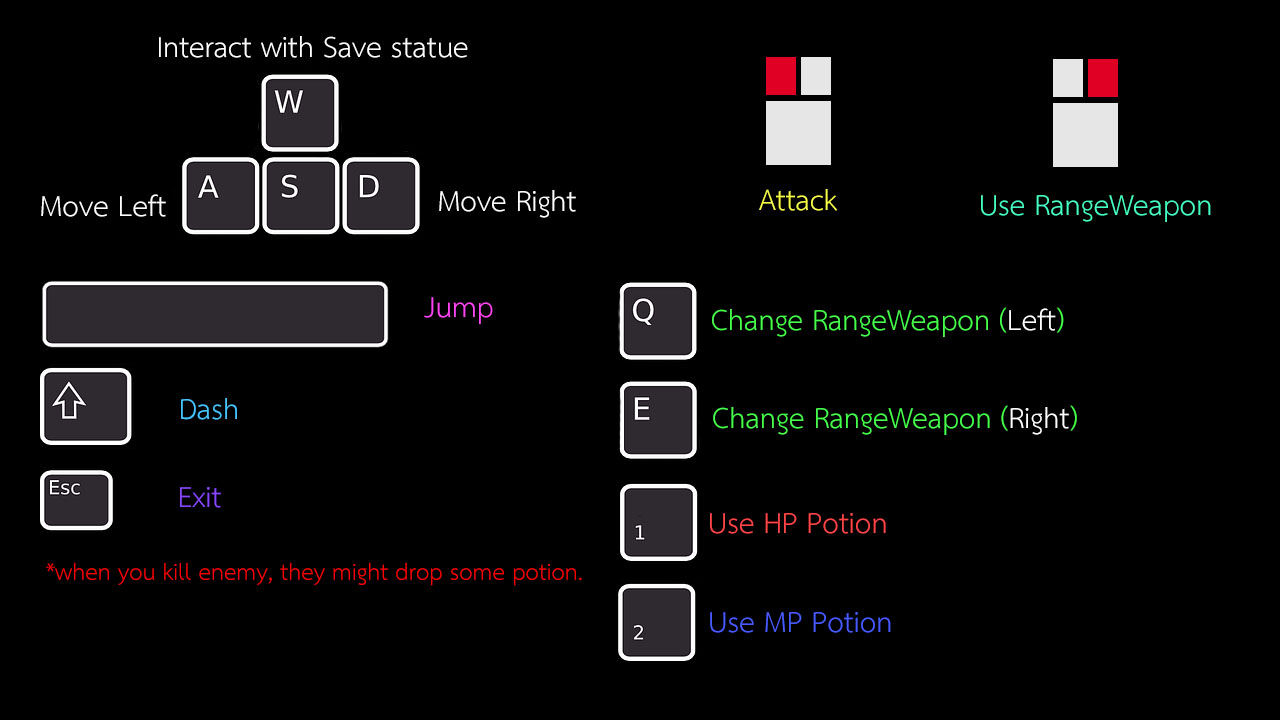 Interact with Save statue
W
Move Left A S D Move Right
Attack
Use RangeWeapon
Jump
Dash
Esc Exit
*when you kill enemy, they might drop some potion.
Q Change RangeWeapon (Left)
E Change RangeWeapon (Right)
1 Use HP Potion
2 Use MP Potion